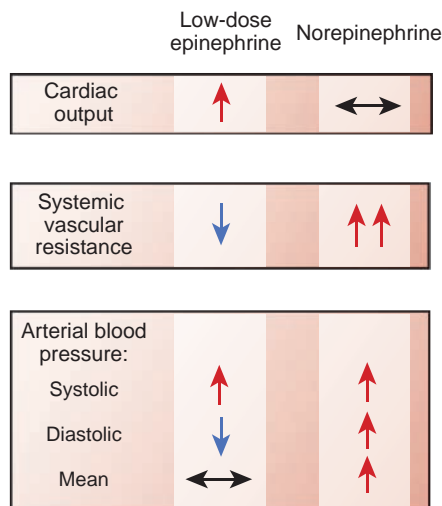 Low-dose
epinephrine
Norepinephrine
Cardiac
output
Systemic
vascular
resistance
Arterial blood
pressure:
Systolic
Diastolic
Mean